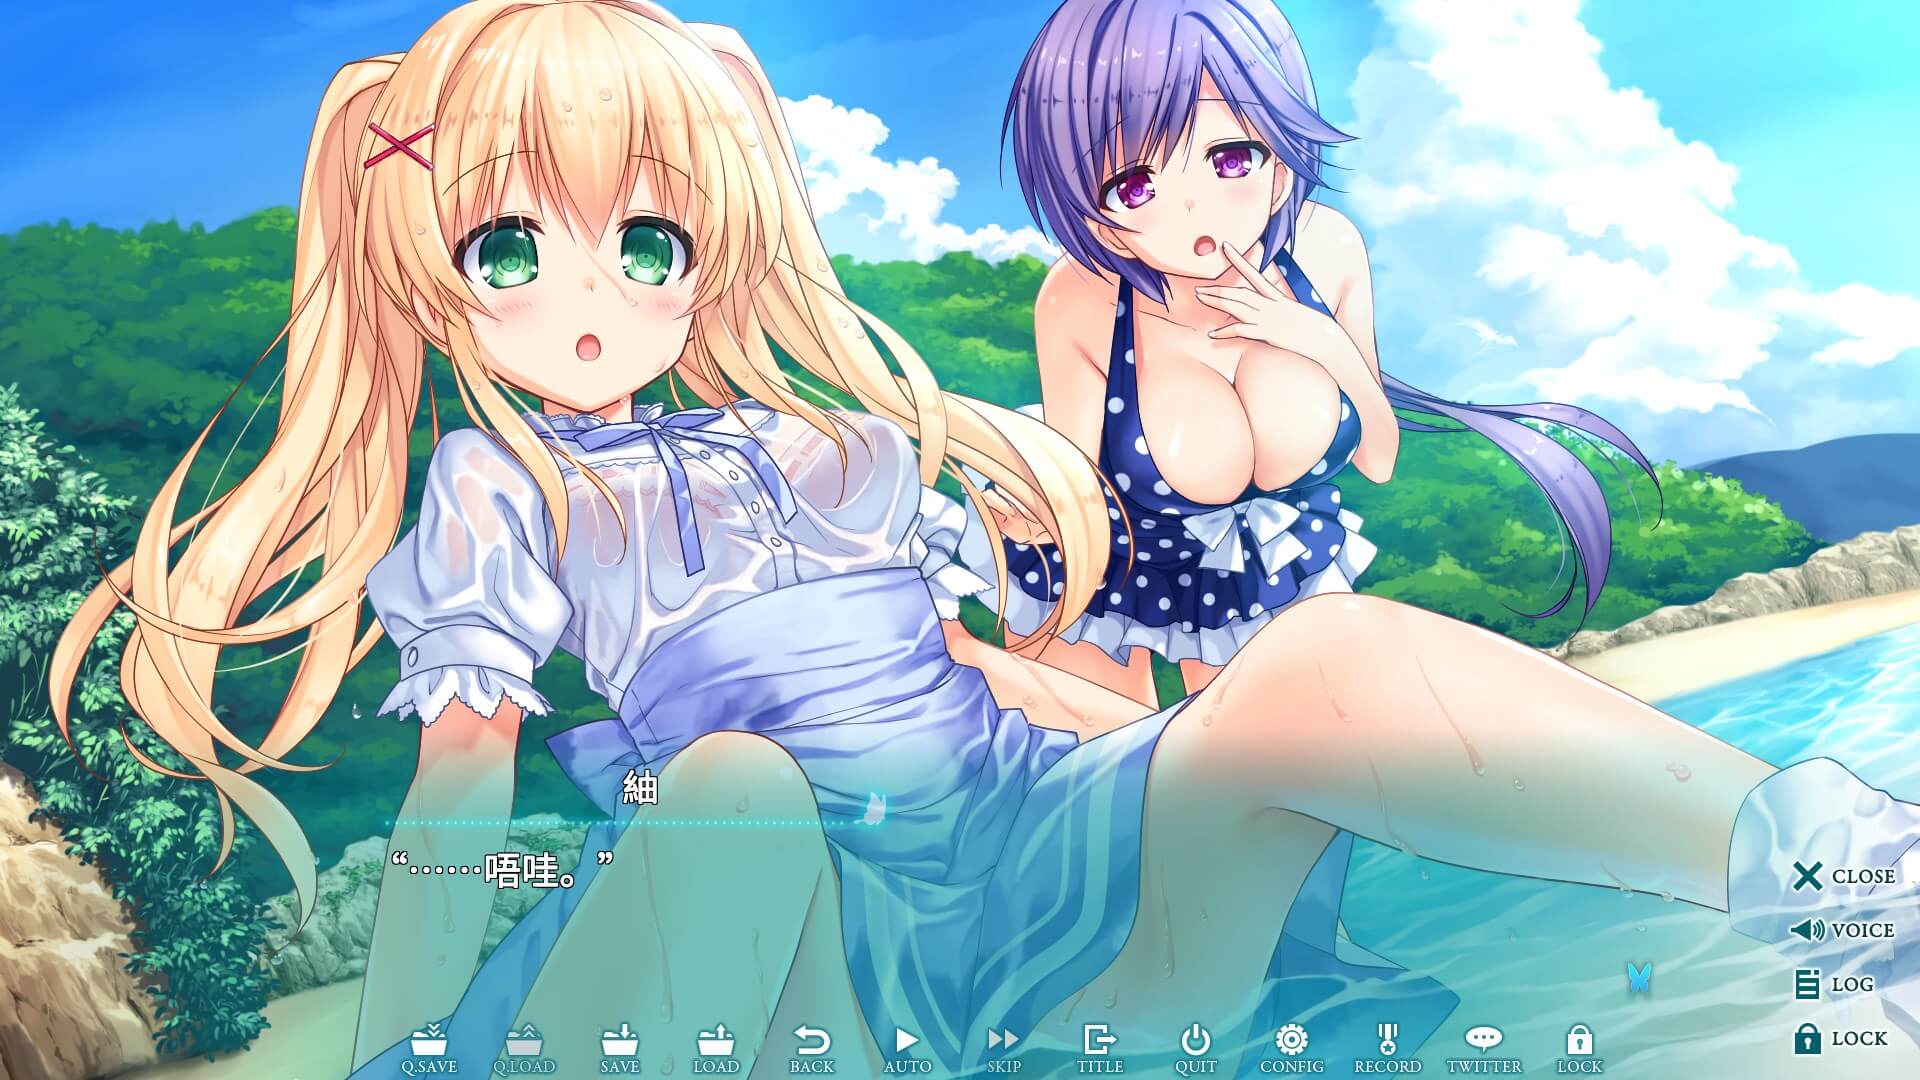 紬
“……唔哇。”
CLOSE
VOICE
LOG
LOCK
Q.SAVE Q.LOAD SAVE LOAD BACK AUTO SKIP TITLE QUIT CONFIG RECORD TWITTER LOCK